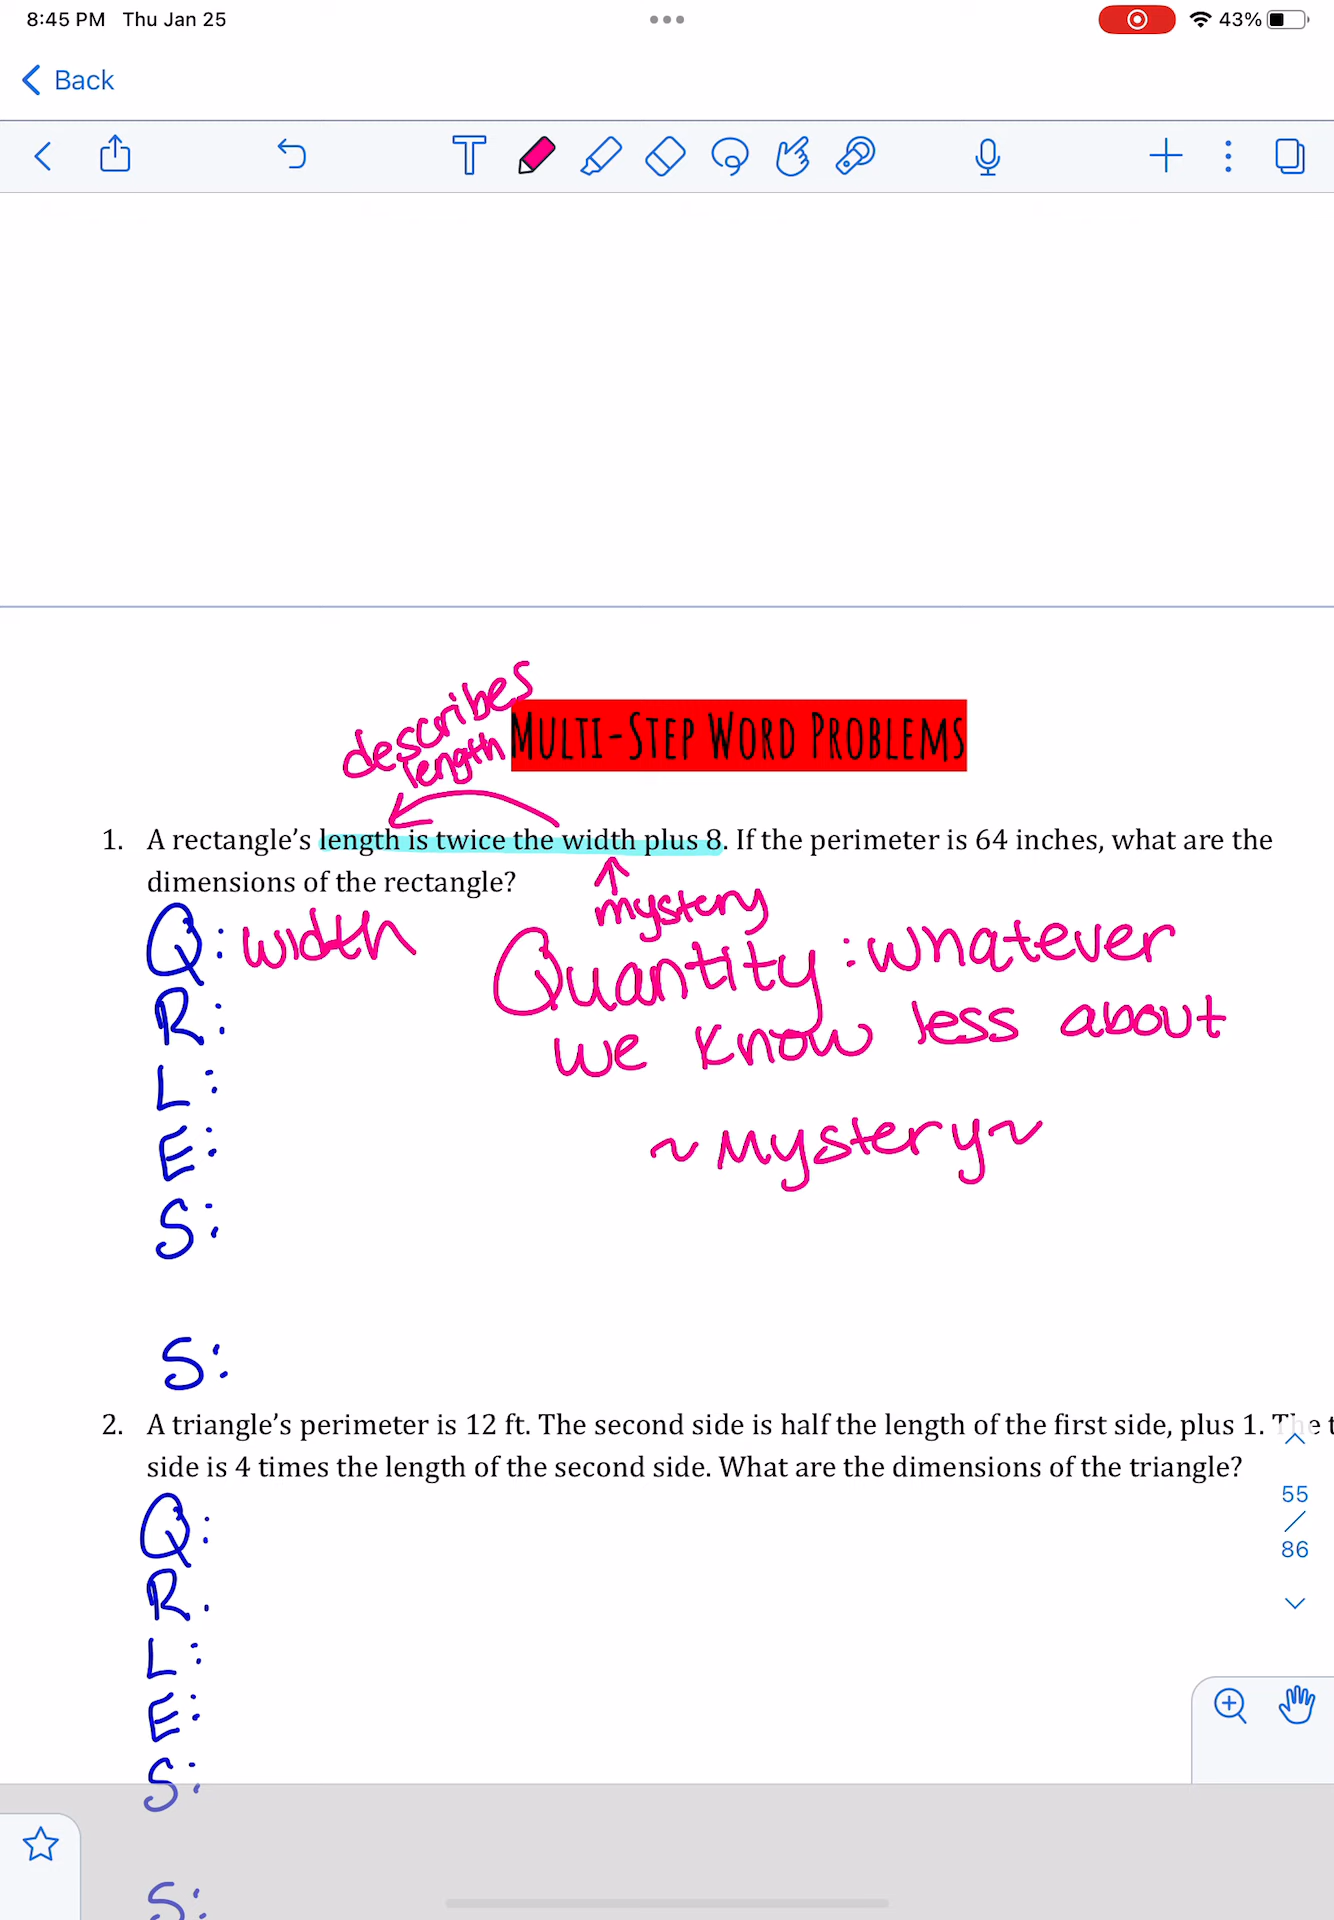 8:45 PM Thu Jan 25
43%
Back
describes
length
MULTI-STEP WORD PROBLEMS
1. A rectangle's length is twice the width plus 8. If the perimeter is 64 inches, what are the
dimensions of the rectangle?
mystery
Q: width
Quantity: whatever
we know less about
R:
L:
~Mystery~
E:
S:
S:
2. A triangle's perimeter is 12 ft. The second side is half the length of the first side, plus 1. The t
side is 4 times the length of the second side. What are the dimensions of the triangle?
55
/
86
Q:
R.
L:
E:
S:
S: